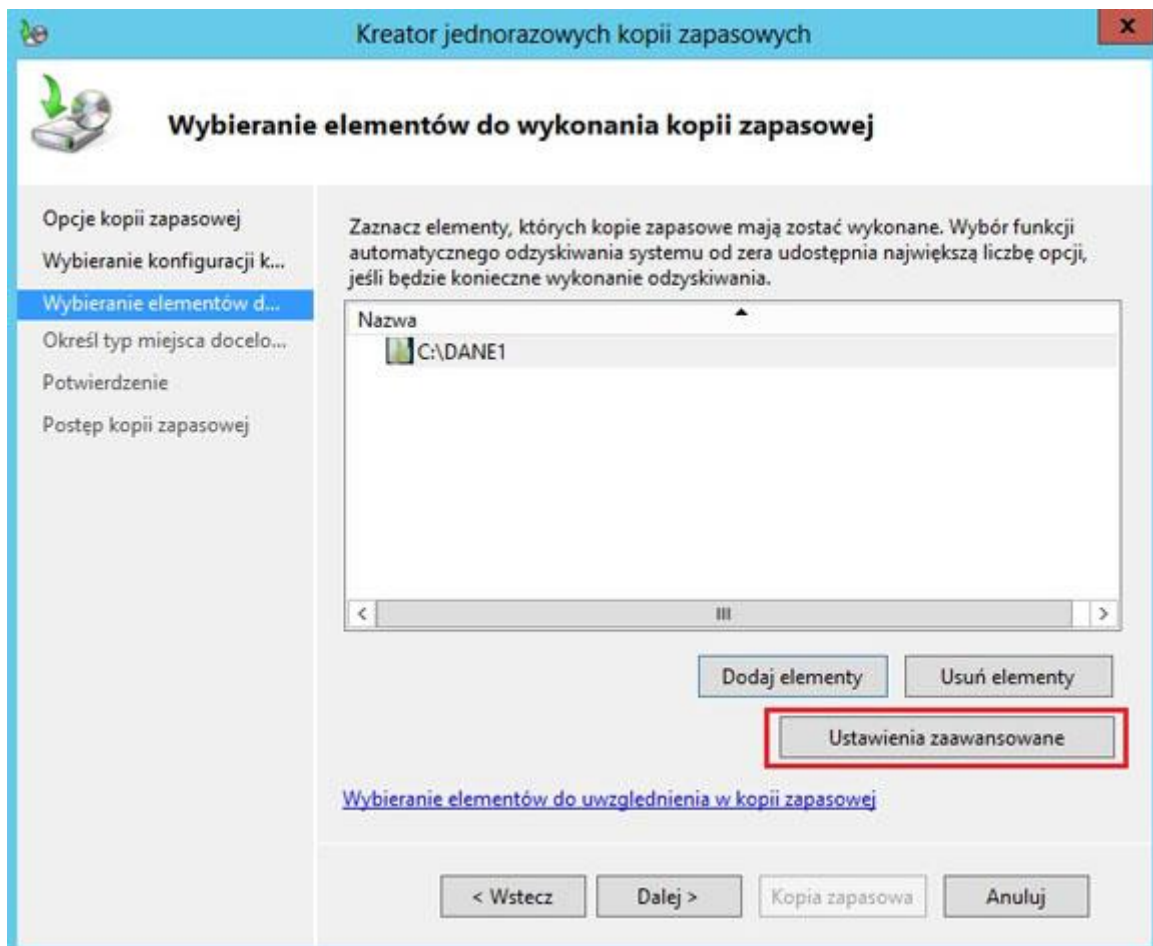 Kreator jednorazowych kopii zapasowych
x
Wybieranie elementów do wykonania kopii zapasowej
Opcje kopii zapasowej
Wybieranie konfiguracji k...
Wybieranie elementów d...
Określ typ miejsca docelo...
Potwierdzenie
Postęp kopii zapasowej
Zaznacz elementy, których kopie zapasowe mają zostać wykonane. Wybór funkcji
automatycznego odzyskiwania systemu od zera udostępnia największą liczbę opcji,
jeśli będzie konieczne wykonanie odzyskiwania.
Nazwa
C:\DANE1
Dodaj elementy
Usuń elementy
Ustawienia zaawansowane
Wybieranie elementów do uwzględnienia w kopii zapasowej
< Wstecz
Dalej >
Kopia zapasowa
Anuluj